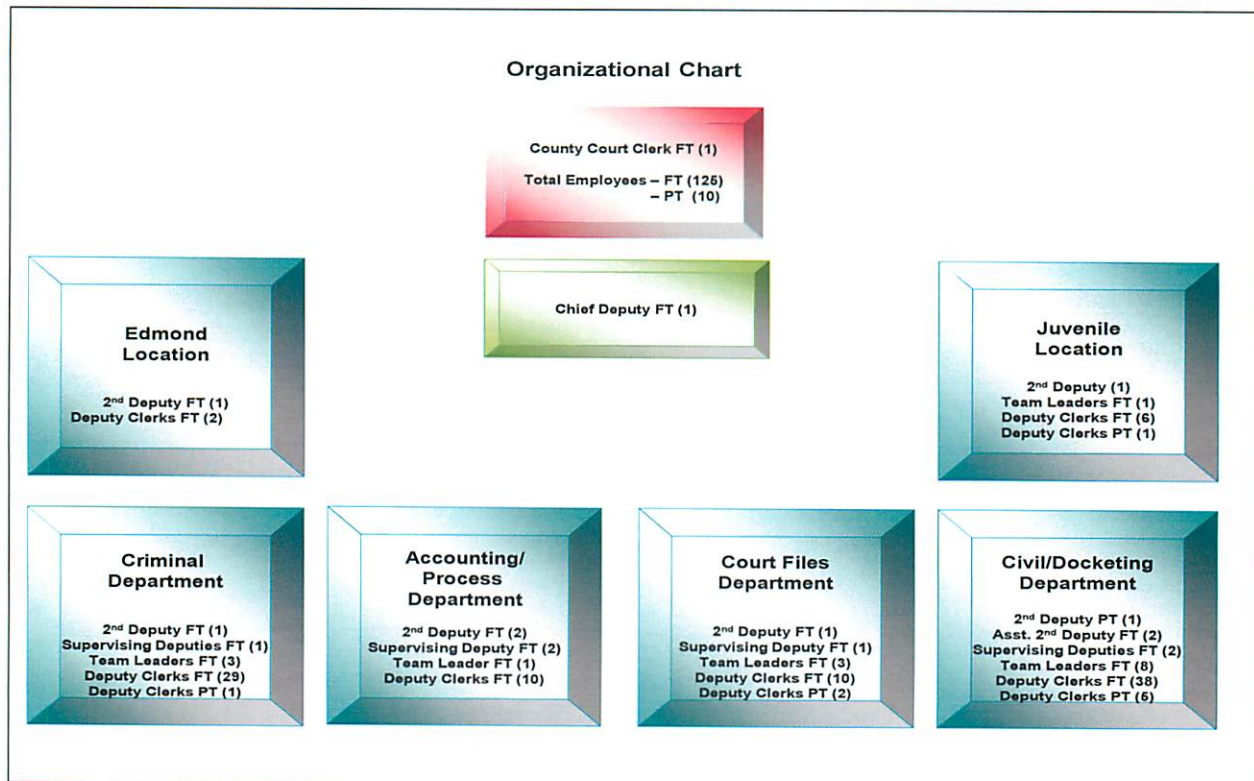 Organizational Chart
County Court Clerk FT (1)
Total Employees – FT (125)
– PT (10)
Chief Deputy FT (1)
Edmond
Location
2nd Deputy FT (1)
Deputy Clerks FT (2)
Juvenile
Location
2nd Deputy (1)
Team Leaders FT (1)
Deputy Clerks FT (6)
Deputy Clerks PT (1)
Criminal
Department
2nd Deputy FT (1)
Supervising Deputies FT (1)
Team Leaders FT (3)
Deputy Clerks FT (29)
Deputy Clerks PT (1)
Accounting/
Process
Department
2nd Deputy FT (2)
Supervising Deputy FT (2)
Team Leader FT (1)
Deputy Clerks FT (10)
Court Files
Department
2nd Deputy FT (1)
Supervising Deputy FT (1)
Team Leaders FT (3)
Deputy Clerks FT (10)
Deputy Clerks PT (2)
Civil/Docketing
Department
2nd Deputy PT (1)
Asst. 2nd Deputy FT (2)
Supervising Deputies FT (2)
Team Leaders FT (8)
Deputy Clerks FT (38)
Deputy Clerks PT (5)